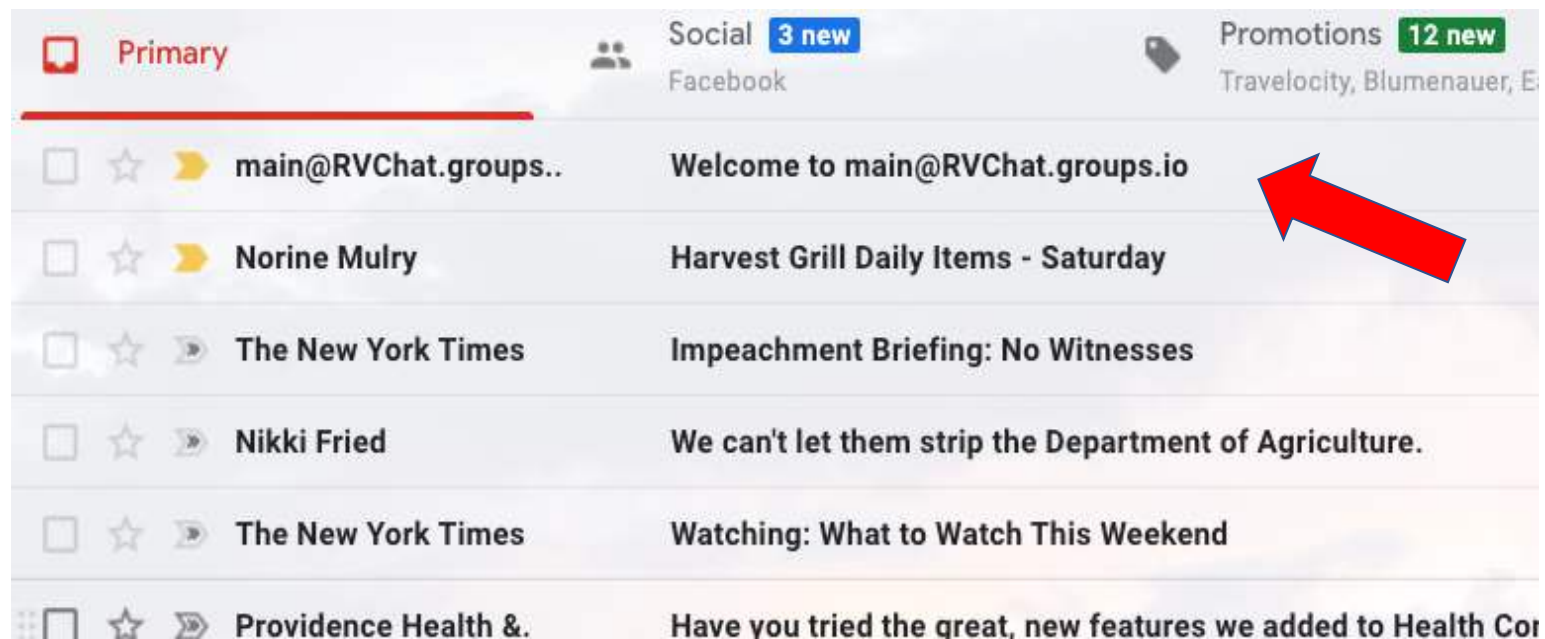 Primary
Social 3 new
Facebook
Promotions 12 new
Travelocity, Blumenauer,
main@RVChat.groups.. Welcome to main@RVChat.groups.io
Norine Mulry Harvest Grill Daily Items - Saturday
The New York Times Impeachment Briefing: No Witnesses
Nikki Fried We can't let them strip the Department of Agriculture.
The New York Times Watching: What to Watch This Weekend
Providence Health &. Have you tried the great, new features we added to Health